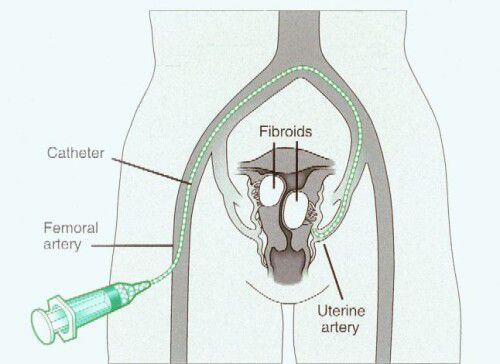 Fibroids
Catheter
Femoral
artery
Uterine
artery